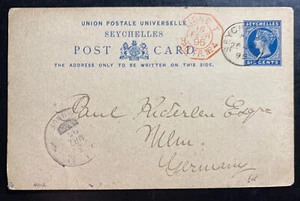 UNION POSTALE UNIVERSELLE
SEYCHELLES
POST CARD
THE ADDRESS ONLY TO BE WRITTEN ON THIS SIDE.
SEYCHELLES
SIX CENTS
Paul Kiderlen Esqre
Ulm
Germany